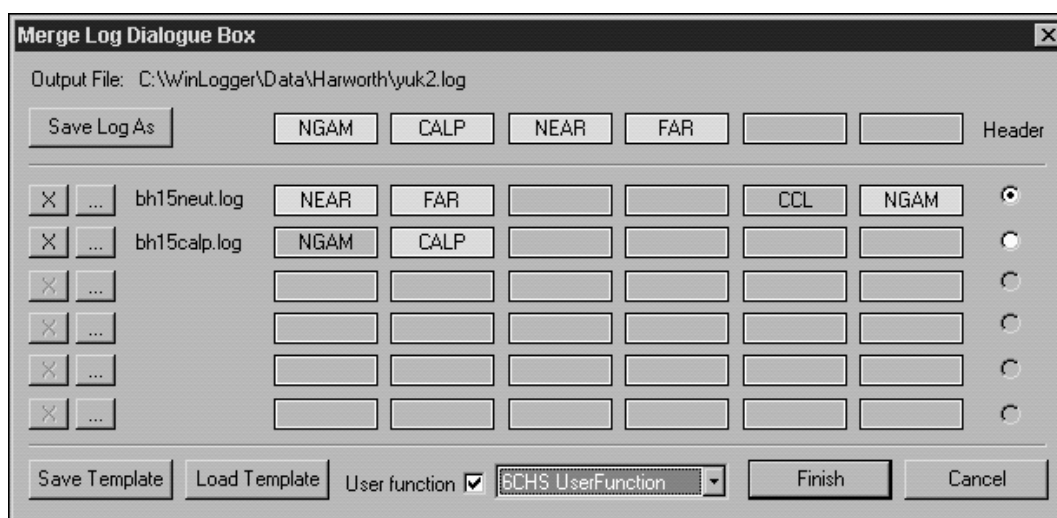 Merge Log Dialogue Box
Output File: C:\WinLogger\Data\Harworth\yuk2.log
Save Log As NGAM CALP NEAR FAR Header
X ... bh15neut.log NEAR FAR CCL NGAM
X ... bh15calp.log NGAM CALP
X ...
X ...
X ...
X ...
Save Template Load Template User function 6CHS UserFunction Finish Cancel